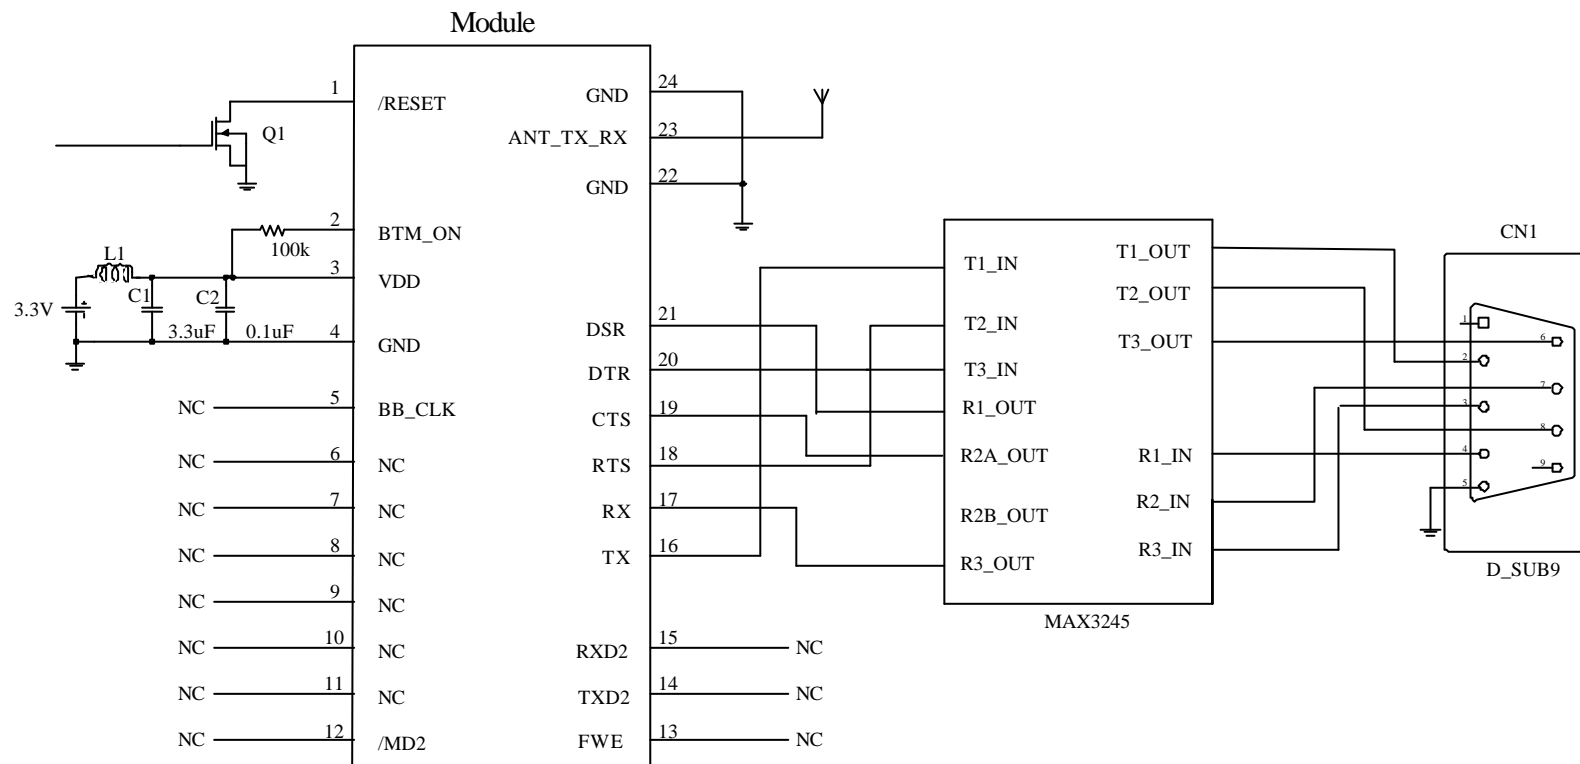 Module
1
/RESET
Q1
2
BTM_ON
100k
L1
3
VDD
3.3V
C1
C2
3.3uF
0.1uF
4
GND
NC
5
BB_CLK
NC
6
NC
NC
7
NC
NC
8
NC
NC
9
NC
NC
10
NC
NC
11
NC
NC
12
/MD2
GND
24
ANT_TX_RX
23
GND
22
DSR
21
DTR
20
CTS
19
RTS
18
RX
17
TX
16
RXD2
15
NC
TXD2
14
NC
FWE
13
NC
T1_IN
T2_IN
T3_IN
R1_OUT
R2A_OUT
R2B_OUT
R3_OUT
T1_OUT
T2_OUT
T3_OUT
R1_IN
R2_IN
R3_IN
MAX3245
CN1
1
2
3
4
5
6
7
8
9
D_SUB9